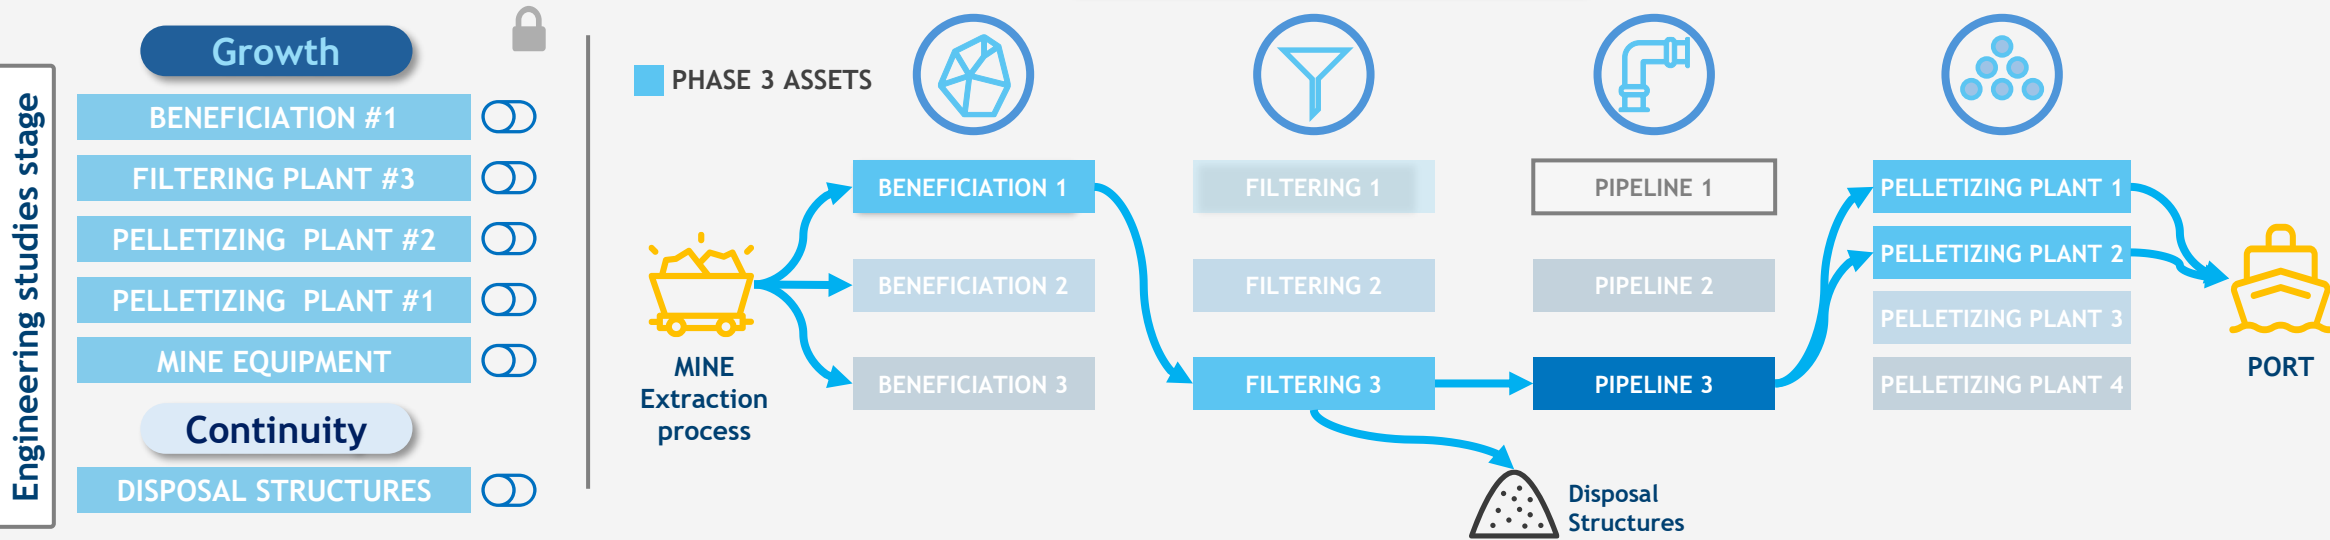 Engineering studies stage
Growth
BENEFICIATION #1
FILTERING PLANT #3
PELLETIZING PLANT #2
PELLETIZING PLANT #1
MINE EQUIPMENT
Continuity
DISPOSAL STRUCTURES
PHASE 3 ASSETS
MINE
Extraction
process
BENEFICIATION 1
BENEFICIATION 2
BENEFICIATION 3
FILTERING 1
FILTERING 2
FILTERING 3
PIPELINE 1
PIPELINE 2
PIPELINE 3
Disposal
Structures
PELLETIZING PLANT 1
PELLETIZING PLANT 2
PELLETIZING PLANT 3
PELLETIZING PLANT 4
PORT